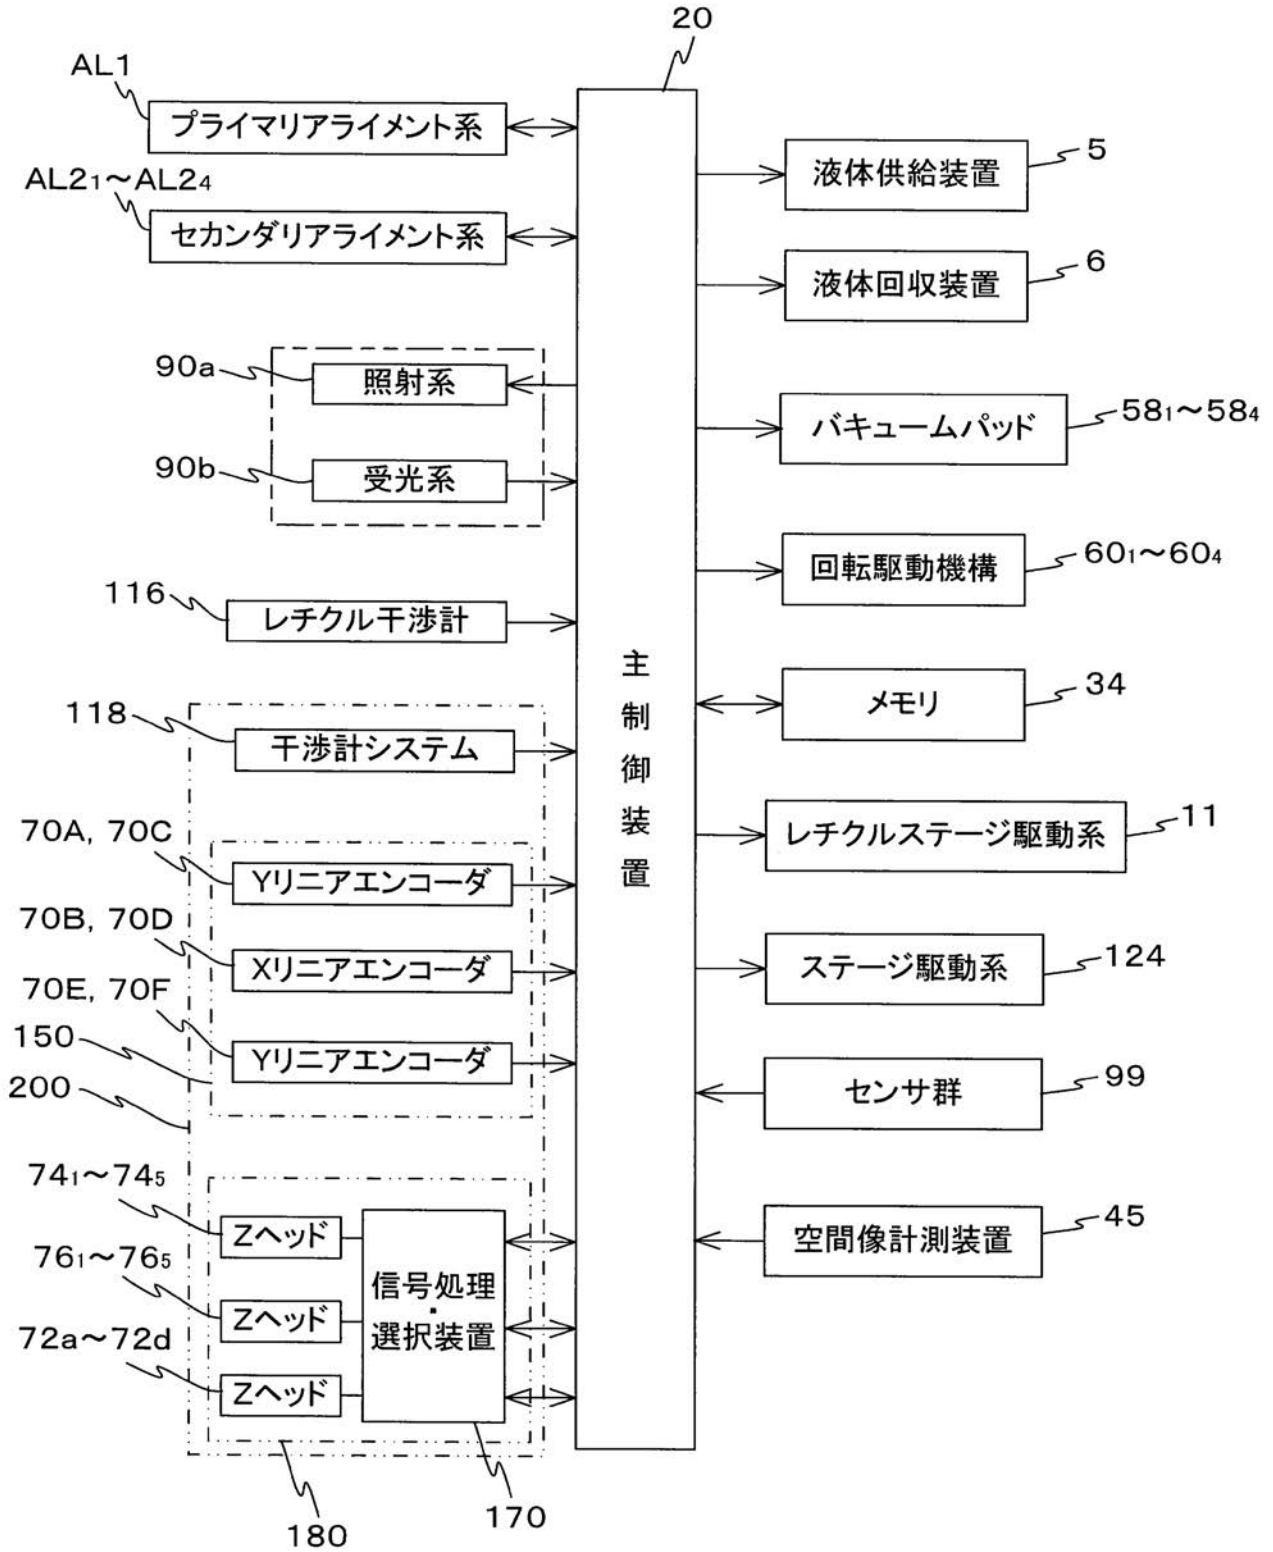 20
AL1
プライマリアライメント系
AL2₁～AL2₄
セカンダリアライメント系
90a
照射系
90b
受光系
116
レチクル干渉計
118
干渉計システム
70A, 70C
Yリニアエンコーダ
70B, 70D
Xリニアエンコーダ
70E, 70F
Yリニアエンコーダ
150
200
74₁～74₅
Zヘッド
76₁～76₅
Zヘッド
72a～72d
Zヘッド
信号処理
・
選択装置
180
170
主制御装置
5
液体供給装置
6
液体回収装置
58₁～58₄
バキュームパッド
60₁～60₄
回転駆動機構
34
メモリ
11
レチクルステージ駆動系
124
ステージ駆動系
99
センサ群
45
空間像計測装置